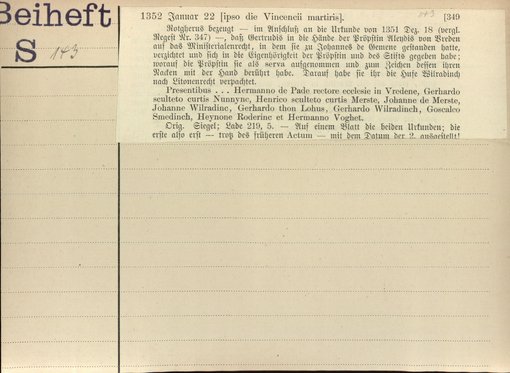 Beiheft
S 143
1352 Januar 22 [ipso die Vincencii martiris]. 143 [349
Rotgherus bezeugt — im Anschluß an die Urkunde von 1351 Dez. 18 (vergl.
Regest Nr. 347) —, daß Gertrudis in die Hände der Pröpstin Aleydis von Vreden
auf das Ministerialenrecht, in dem sie zu Johannes de Gemene gestanden hatte,
verzichtet und sich in die Eigenhörigkeit der Pröpstin und des Stifts gegeben habe;
worauf die Pröpstin sie als serva aufgenommen und zum Zeichen dessen ihren
Nacken mit der Hand berührt habe. Darauf habe sie ihr die Hufe Wilradinch
nach Litonenrecht verpachtet.
Presentibus . . . Hermanno de Pade rectore ecclesie in Vredene, Gerhardo
sculteto curtis Nunnync, Henrico sculteto curtis Merste, Johanne de Merste,
Johanne Wilradinc, Gerhardo thon Lohus, Gerhardo Wilradinch, Goscalco
Smedinch, Heynone Roderinc et Hermanno Voghet.
Orig. Siegel; Lade 219, 5. — Auf einem Blatt die beiden Urkunden; die
erste also erst — trotz des früheren Actum — mit dem Datum der 2. ausgestellt!